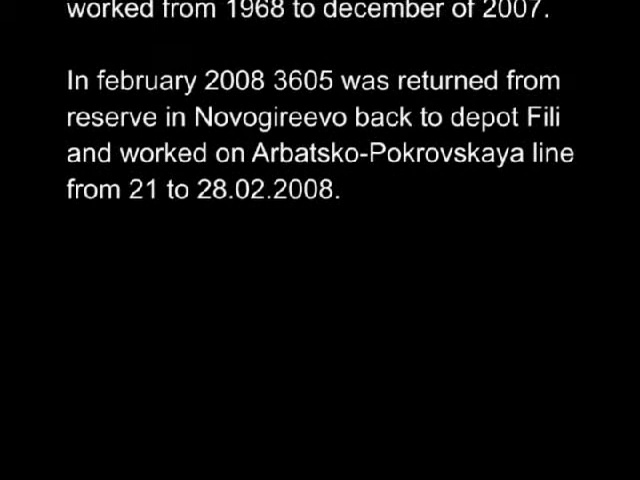 worked from 1968 to december of 2007.
In february 2008 3605 was returned from
reserve in Novogireevo back to depot Fili
and worked on Arbatsko-Pokrovskaya line
from 21 to 28.02.2008.